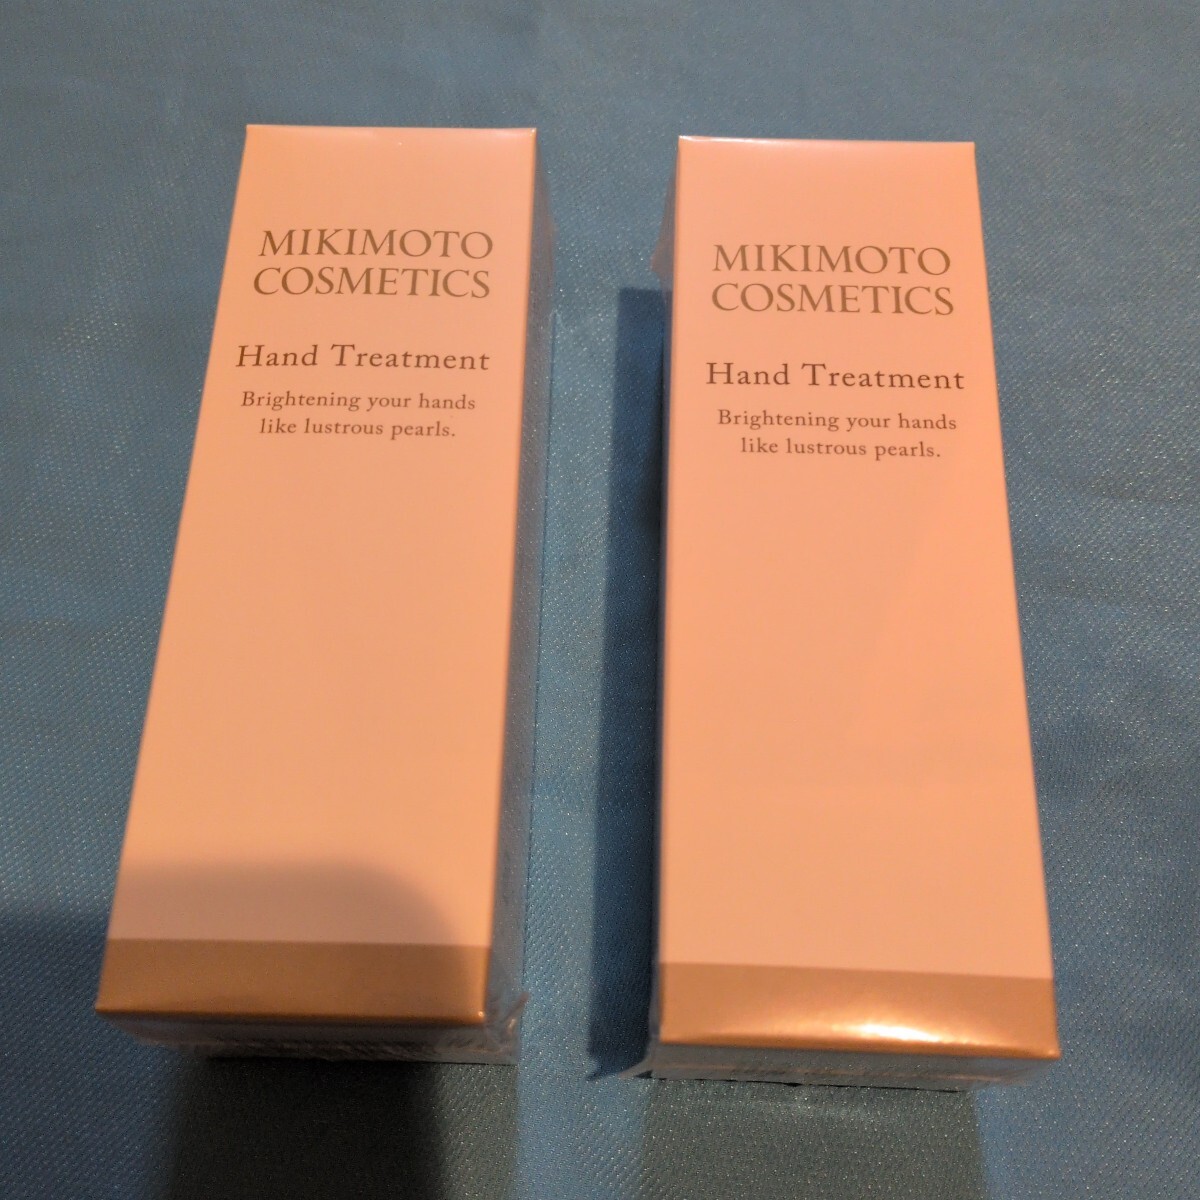 MIKIMOTO
COSMETICS
Hand Treatment
Brightening your hands
like lustrous pearls.
MIKIMOTO
COSMETICS
Hand Treatment
Brightening your hands
like lustrous pearls.